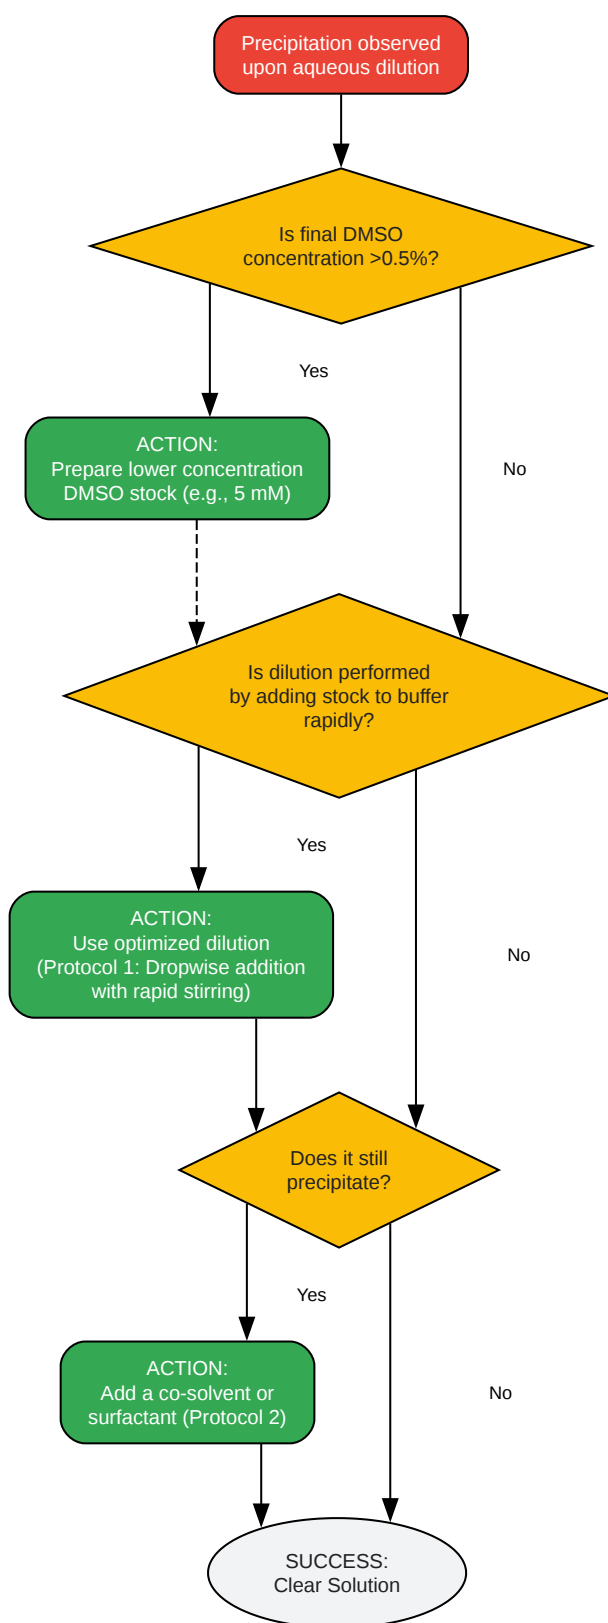 Precipitation observed
upon aqueous dilution
Is final DMSO
concentration >0.5%?
Yes
ACTION:
Prepare lower concentration
DMSO stock (e.g., 5 mM)
No
Is dilution performed
by adding stock to buffer
rapidly?
Yes
ACTION:
Use optimized dilution
(Protocol 1: Dropwise addition
with rapid stirring)
No
Does it still
precipitate?
Yes
ACTION:
Add a co-solvent or
surfactant (Protocol 2)
No
SUCCESS:
Clear Solution